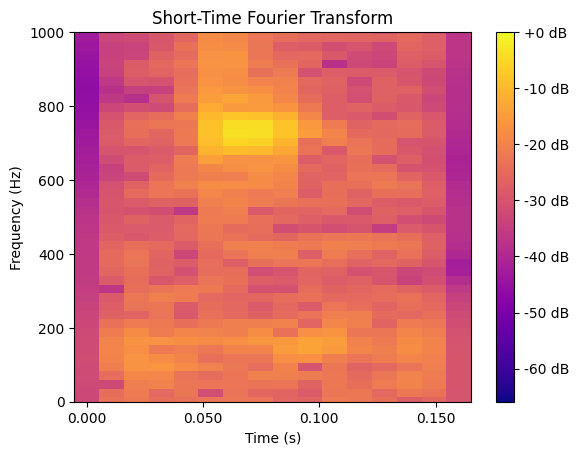 Short-Time Fourier Transform
1000
800
600
400
200
0
Frequency (Hz)
0.000
0.050
0.100
0.150
Time (s)
+0 dB
-10 dB
-20 dB
-30 dB
-40 dB
-50 dB
-60 dB